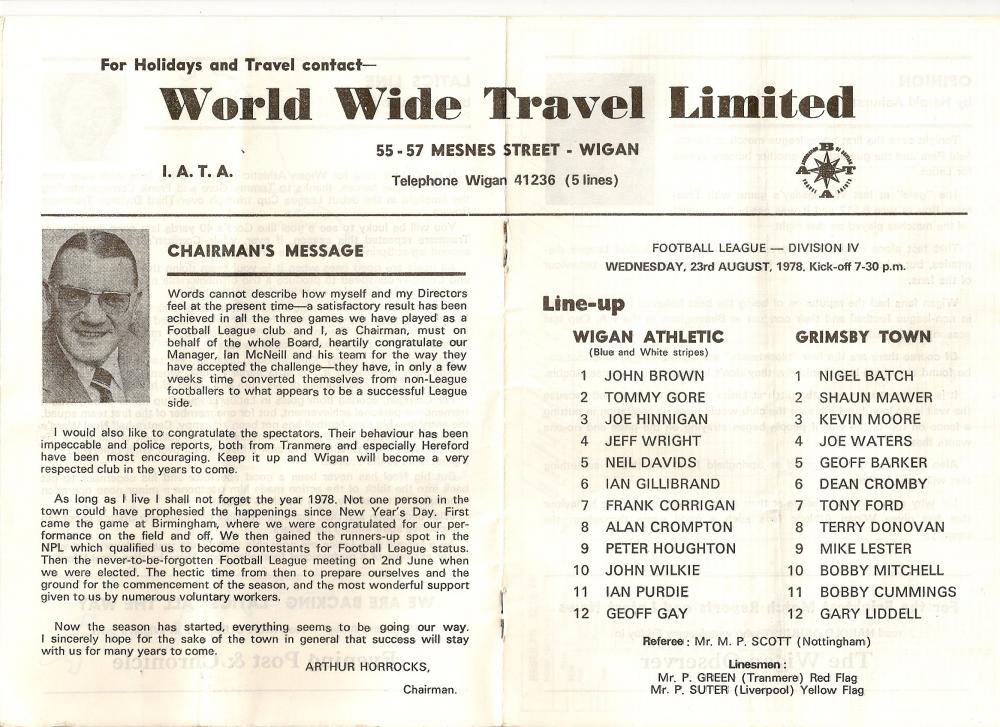 For Holidays and Travel contact—
World Wide Travel Limited
55-57 MESNES STREET - WIGAN
I. A. T. A.
Telephone Wigan 41236 (5 lines)
A B T A
CHAIRMAN'S MESSAGE
Words cannot describe how myself and my Directors
feel at the present time—a satisfactory result has been
achieved in all the three games we have played as a
Football League club and I, as Chairman, must on
behalf of the whole Board, heartily congratulate our
Manager, Ian McNeill and his team for the way they
have accepted the challenge—they have, in only a few
weeks time converted themselves from non-League
footballers to what appears to be a successful League
side.
I would also like to congratulate the spectators. Their behaviour has been
impeccable and police reports, both from Tranmere and especially Hereford
have been most encouraging. Keep it up and Wigan will become a very
respected club in the years to come.
As long as I live I shall not forget the year 1978. Not one person in the
town could have prophesied the happenings since New Year's Day. First
came the game at Birmingham, where we were congratulated for our per-
formance on the field and off. We then gained the runners-up spot in the
NPL which qualified us to become contestants for Football League status.
Then the never-to-be-forgotten Football League meeting on 2nd June when
we were elected. The hectic time from then to prepare ourselves and the
ground for the commencement of the season, and the most wonderful support
given to us by numerous voluntary workers.
Now the season has started, everything seems to be going our way.
I sincerely hope for the sake of the town in general that success will stay
with us for many years to come.
ARTHUR HORROCKS,
Chairman.
FOOTBALL LEAGUE — DIVISION IV
WEDNESDAY, 23rd AUGUST, 1978, Kick-off 7-30 p.m.
Line-up
WIGAN ATHLETIC
(Blue and White stripes)
1 JOHN BROWN
2 TOMMY GORE
3 JOE HINNIGAN
4 JEFF WRIGHT
5 NEIL DAVIDS
6 IAN GILLIBRAND
7 FRANK CORRIGAN
8 ALAN CROMPTON
9 PETER HOUGHTON
10 JOHN WILKIE
11 IAN PURDIE
12 GEOFF GAY
GRIMSBY TOWN
1 NIGEL BATCH
2 SHAUN MAWER
3 KEVIN MOORE
4 JOE WATERS
5 GEOFF BARKER
6 DEAN CROMBY
7 TONY FORD
8 TERRY DONOVAN
9 MIKE LESTER
10 BOBBY MITCHELL
11 BOBBY CUMMINGS
12 GARY LIDDELL
Referee: Mr. M. P. SCOTT (Nottingham)
Linesmen:
Mr. P. GREEN (Tranmere) Red Flag
Mr. P. SUTER (Liverpool) Yellow Flag